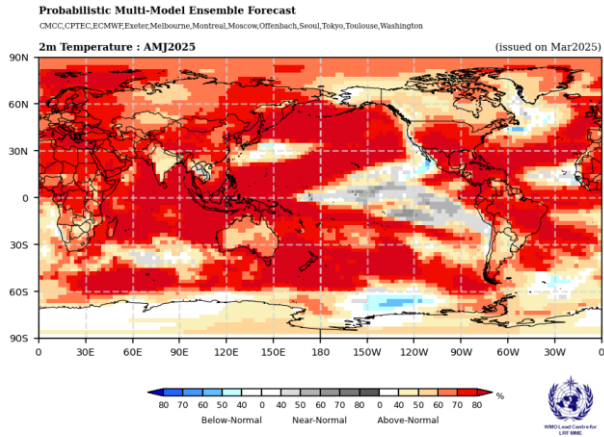 Probabilistic Multi-Model Ensemble Forecast
CMCC,CPTEC,ECMWF,Exeter,Melbourne,Montreal,Moscow,Offenbach,Seoul,Tokyo,Toulouse,Washington
2m Temperature : AMJ2025 (issued on Mar2025)
90N
60N
30N
0
30S
60S
90S
0 30E 60E 90E 120E 150E 180 150W 120W 90W 60W 30W 0
80 70 60 50 40 0 40 50 60 70 80 0 40 50 60 70 80 %
Below-Normal Near-Normal Above-Normal
WMO Lead Centre for
LRF MME